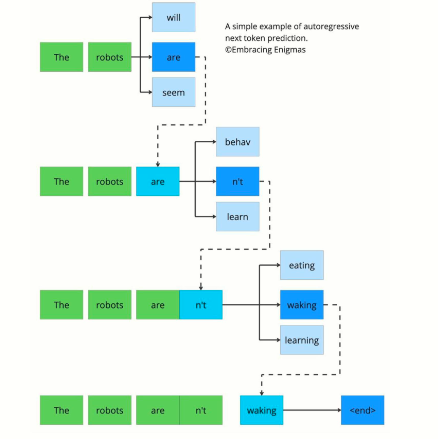 will
A simple example of autoregressive
next token prediction.
©Embracing Enigmas
The robots are
seem
behav
The robots are n't
learn
eating
The robots are n't waking
learning
The robots are n't waking <end>